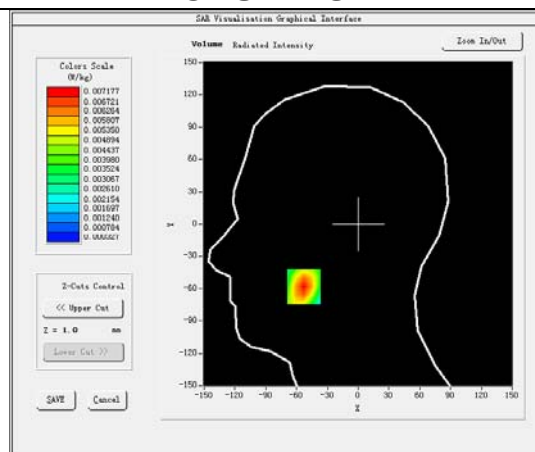 SAR Visualisation Graphical Interface
Volume Radiated Intensity
Zoom In/Out
Colors Scale
(W/kg)
0.007177
0.006721
0.006264
0.005807
0.005350
0.004894
0.004437
0.003980
0.003524
0.003067
0.002610
0.002154
0.001697
0.001240
0.000784
0.000327
Z-Cuts Control
<< Upper Cut
Z = 1.0 mm
Lower Cut >>
SAVE Cancel
150
120
90
60
30
Y 0
-30
-60
-90
-120
-150
-150 -120 -90 -60 -30 0 30 60 90 120 150
X